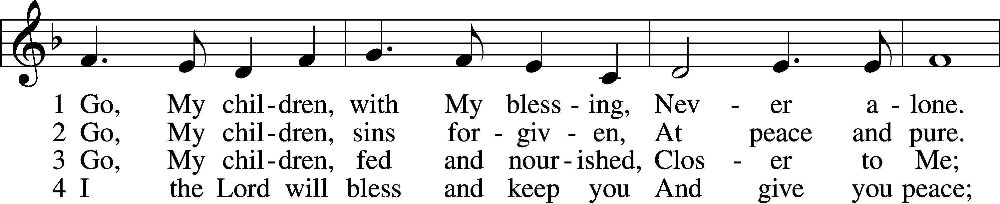 1 Go, My chil - dren, with My bless - ing, Nev - er a - lone.
2 Go, My chil - dren, sins for - giv - en, At peace and pure.
3 Go, My chil - dren, fed and nour - ished, Clos - er to Me;
4 I the Lord will bless and keep you And give you peace;